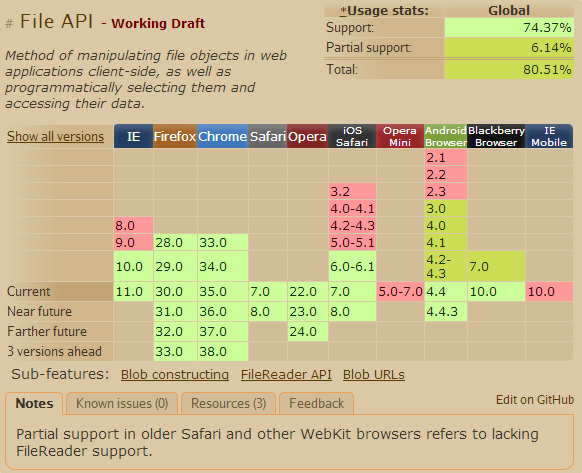 # File API - Working Draft
*Usage stats: Global
Support: 74.37%
Partial support: 6.14%
Total: 80.51%
Method of manipulating file objects in web
applications client-side, as well as
programmatically selecting them and
accessing their data.
Show all versions IE Firefox Chrome Safari Opera iOS Safari Opera Mini Android Browser Blackberry Browser IE Mobile
2.1
2.2
3.2 2.3
4.0-4.1 3.0
8.0 4.2-4.3 4.0
9.0 28.0 33.0 5.0-5.1 4.1
10.0 29.0 34.0 6.0-6.1 4.2-4.3 7.0
Current 11.0 30.0 35.0 7.0 22.0 7.0 5.0-7.0 4.4 10.0 10.0
Near future 31.0 36.0 8.0 23.0 8.0 4.4.3
Farther future 32.0 37.0 24.0
3 versions ahead 33.0 38.0
Sub-features: Blob constructing FileReader API Blob URLs
Notes Known issues (0) Resources (3) Feedback Edit on GitHub
Partial support in older Safari and other WebKit browsers refers to lacking
FileReader support.